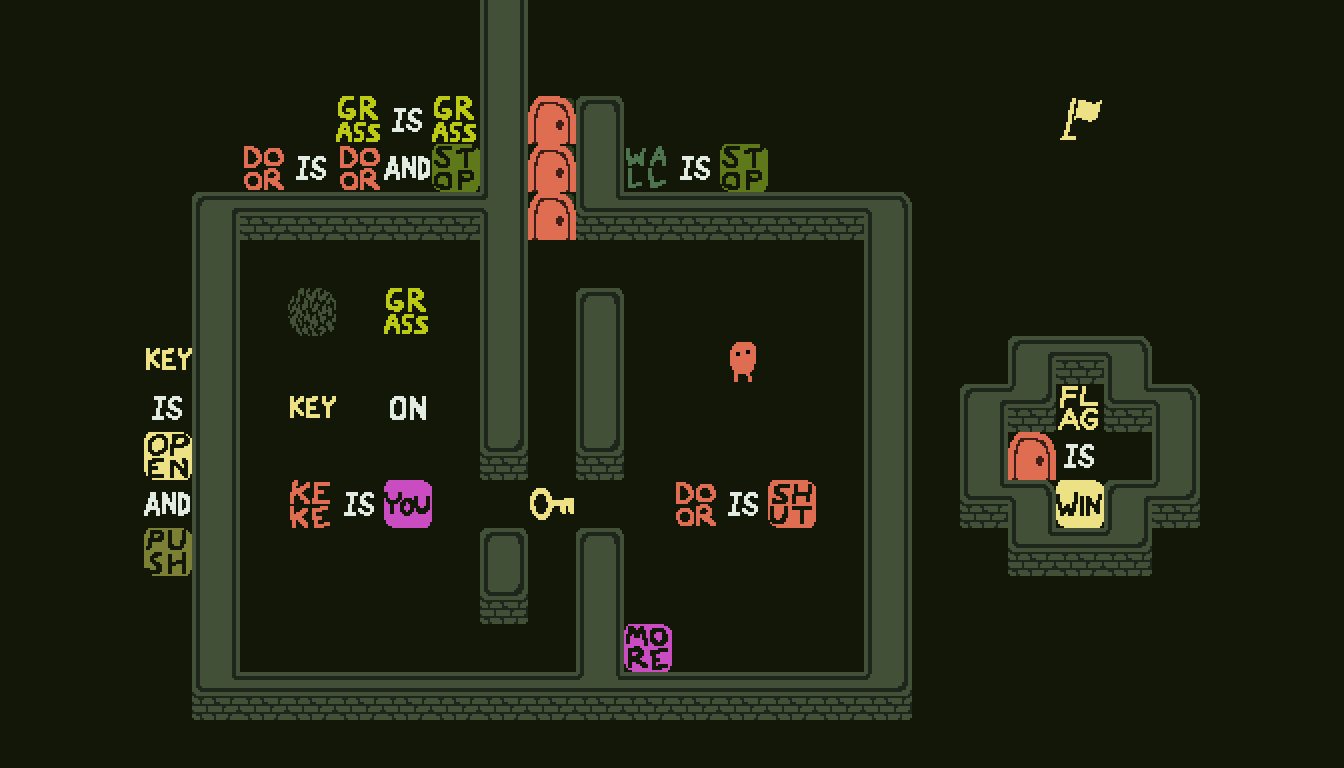 GRASS IS GRASS
DOOR IS DOOR AND STOP
WALL IS STOP
GRASS
KEY
IS
OPEN
AND
PUSH
KEY ON
KEKE IS YOU
DOOR IS SHUT
MORE
FLAG
IS
WIN